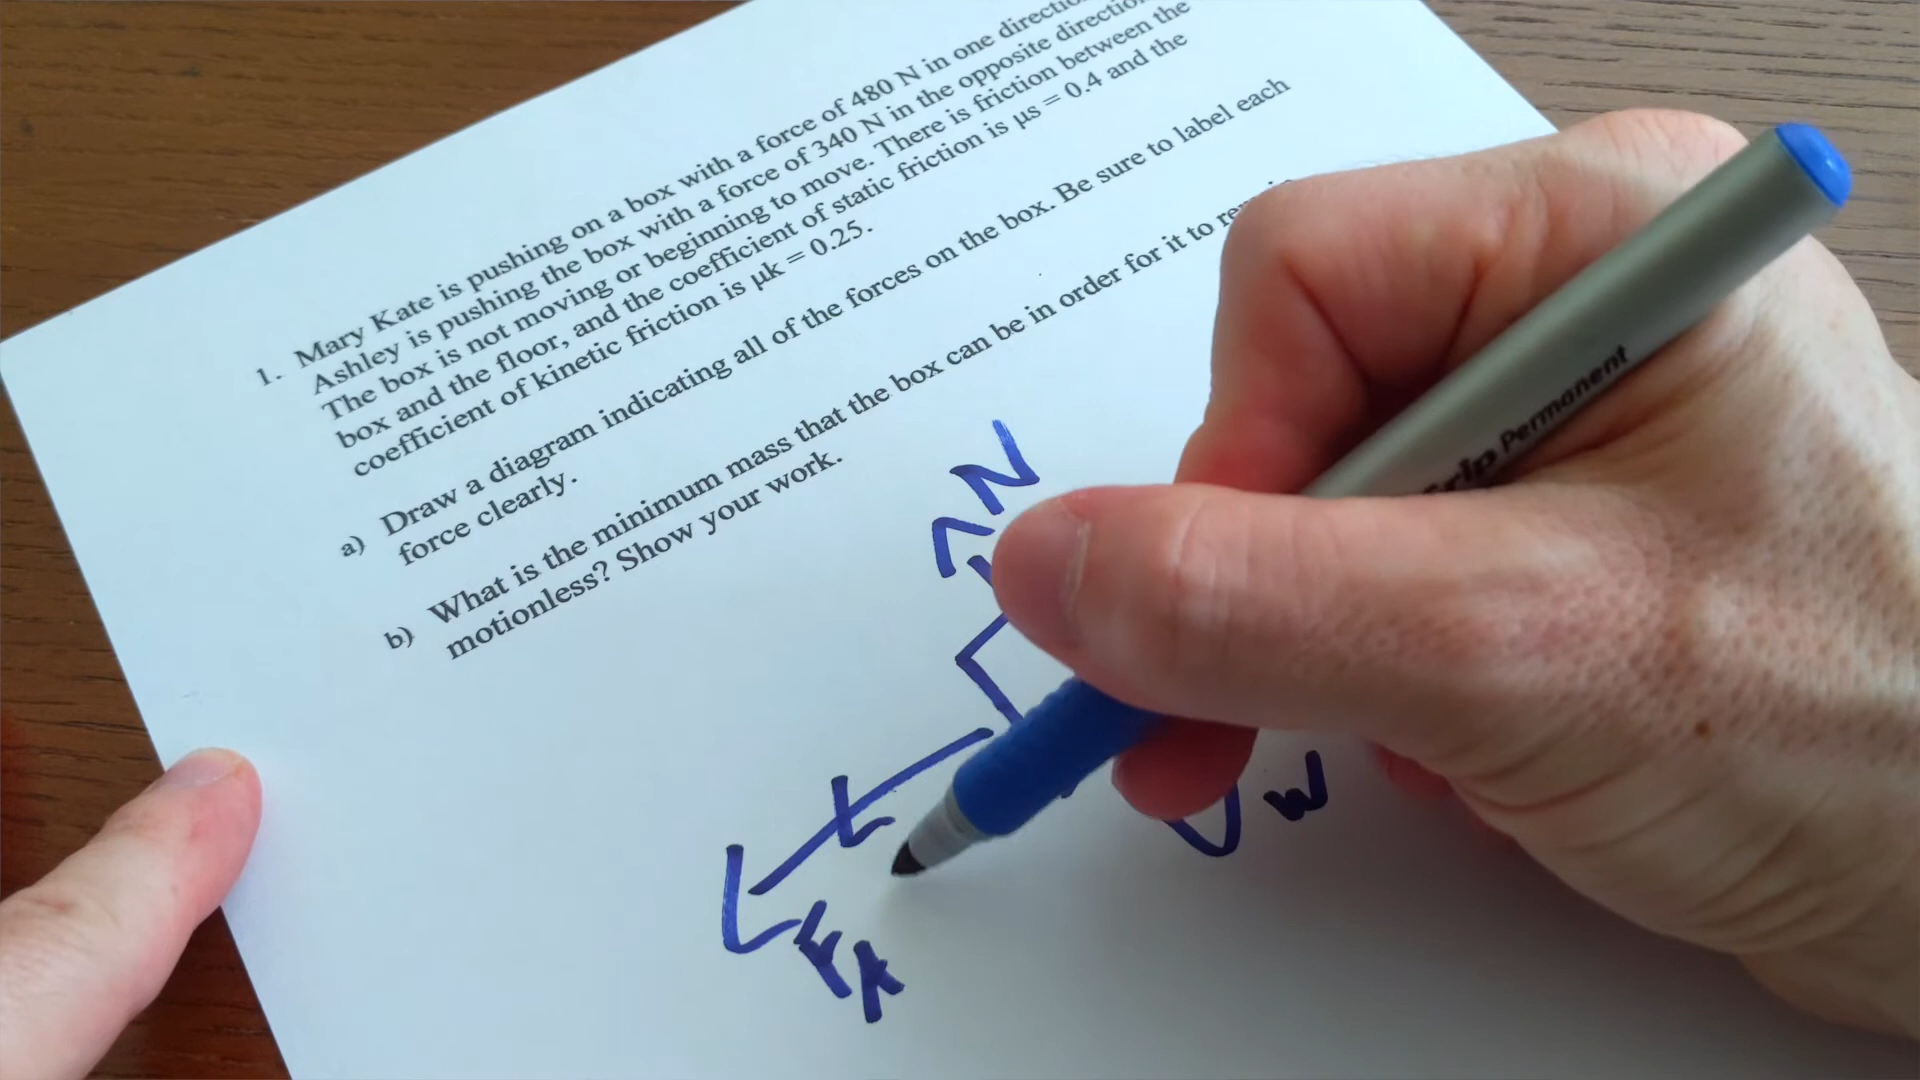 1. Mary Kate is pushing on a box with a force of 480 N in one
Ashley is pushing the box with a force of 340 N in the opposite
The box is not moving or beginning to move. There is friction between the
box and the floor, and the coefficient of static friction is μs = 0.4 and the
coefficient of kinetic friction is μk = 0.25.
a) Draw a diagram indicating all of the forces on the box. Be sure to label each
force clearly.
b) What is the minimum mass that the box can be in order for it to
motionless? Show your work.
N
W
FA
Grip Permanent